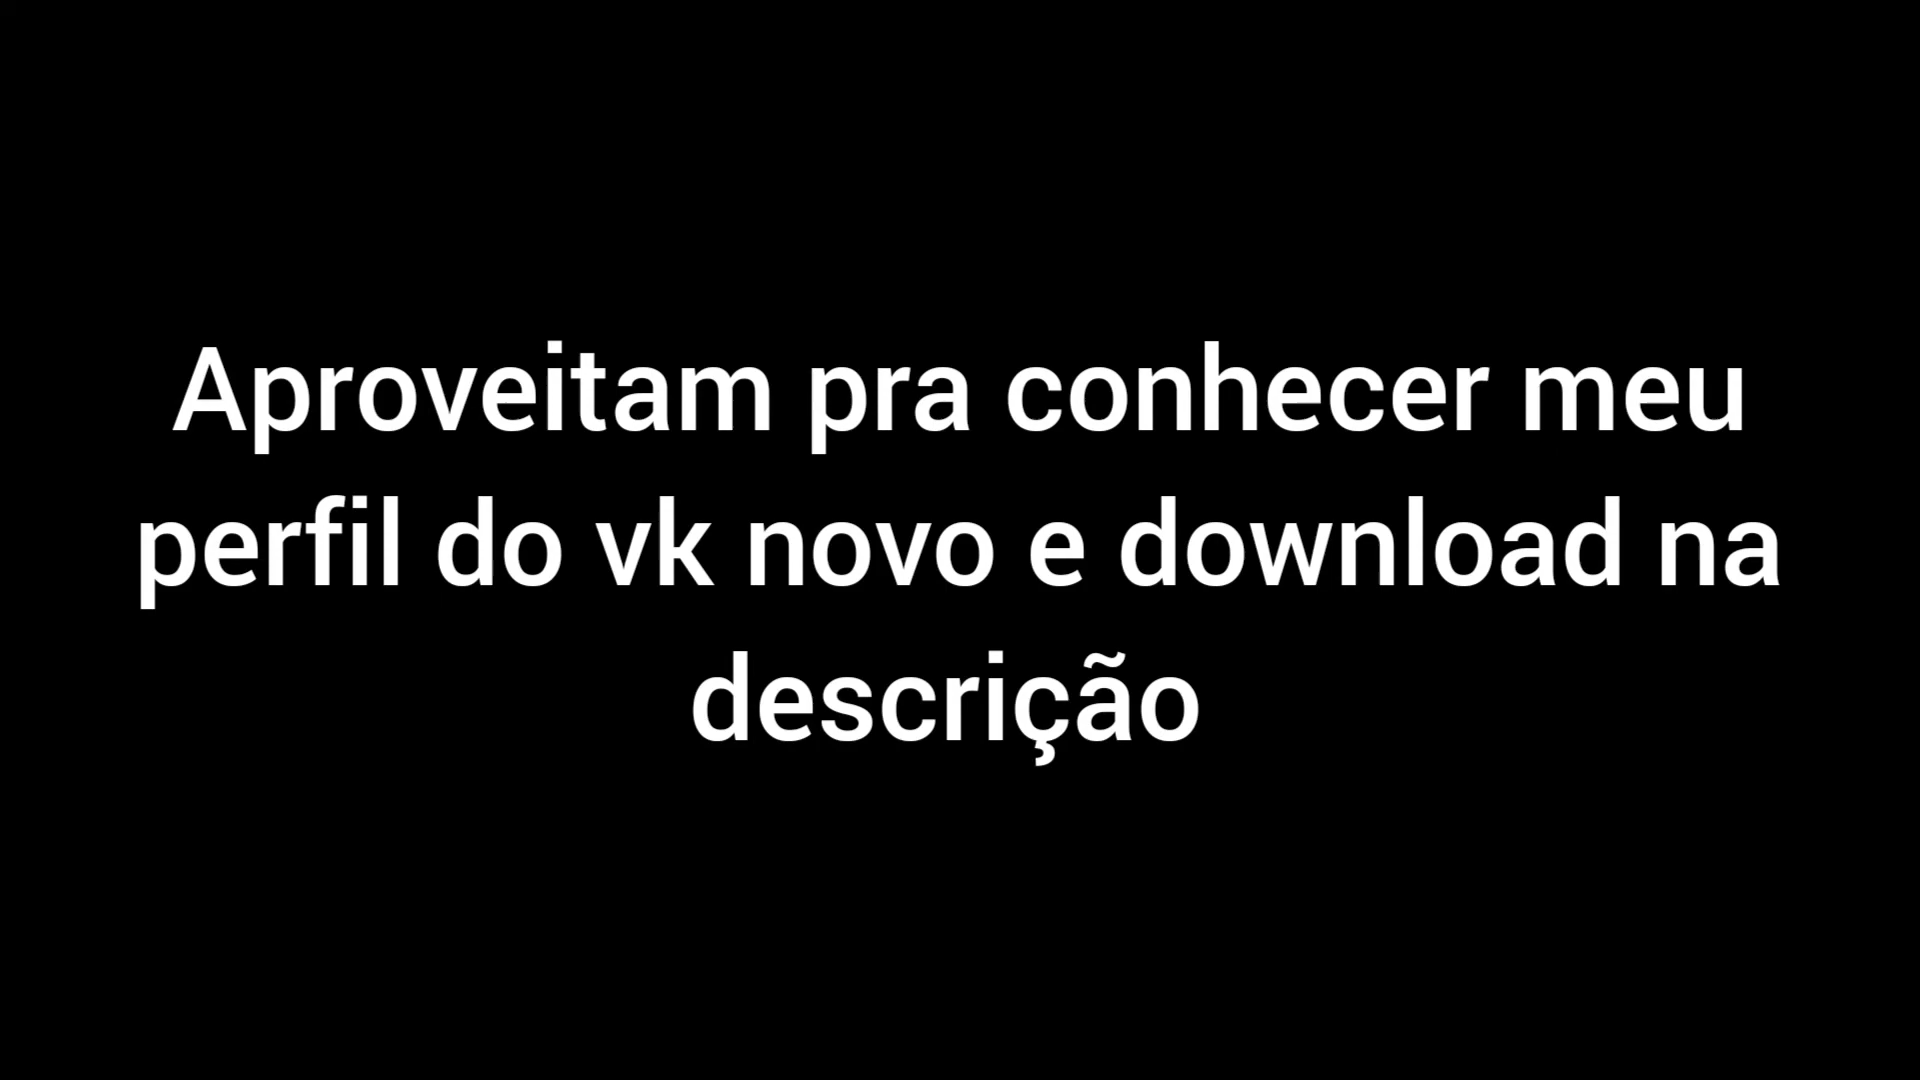 Aproveitam pra conhecer meu
perfil do vk novo e download na
descrição